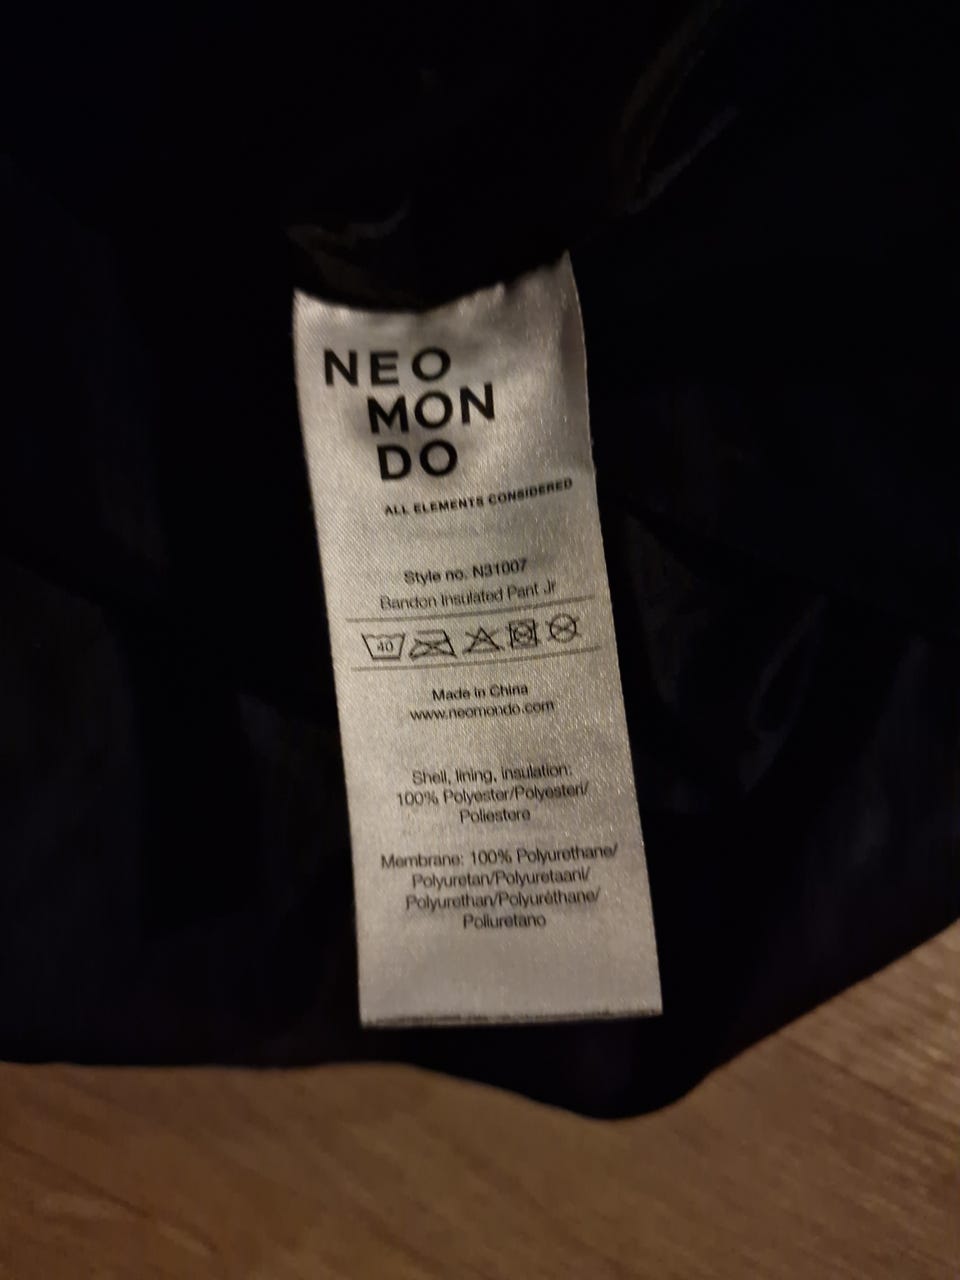 NEO
MON
DO
ALL ELEMENTS CONSIDERED
Style no. N31007
Bandon Insulated Pant Jr
40
Made in China
www.neomondo.com
Shell, lining, insulation:
100% Polyester/Polyesteri/
Poliestere
Membrane: 100% Polyurethane/
Polyuretan/Polyuretaani/
Polyurethan/Polyuréthane/
Poliuretano